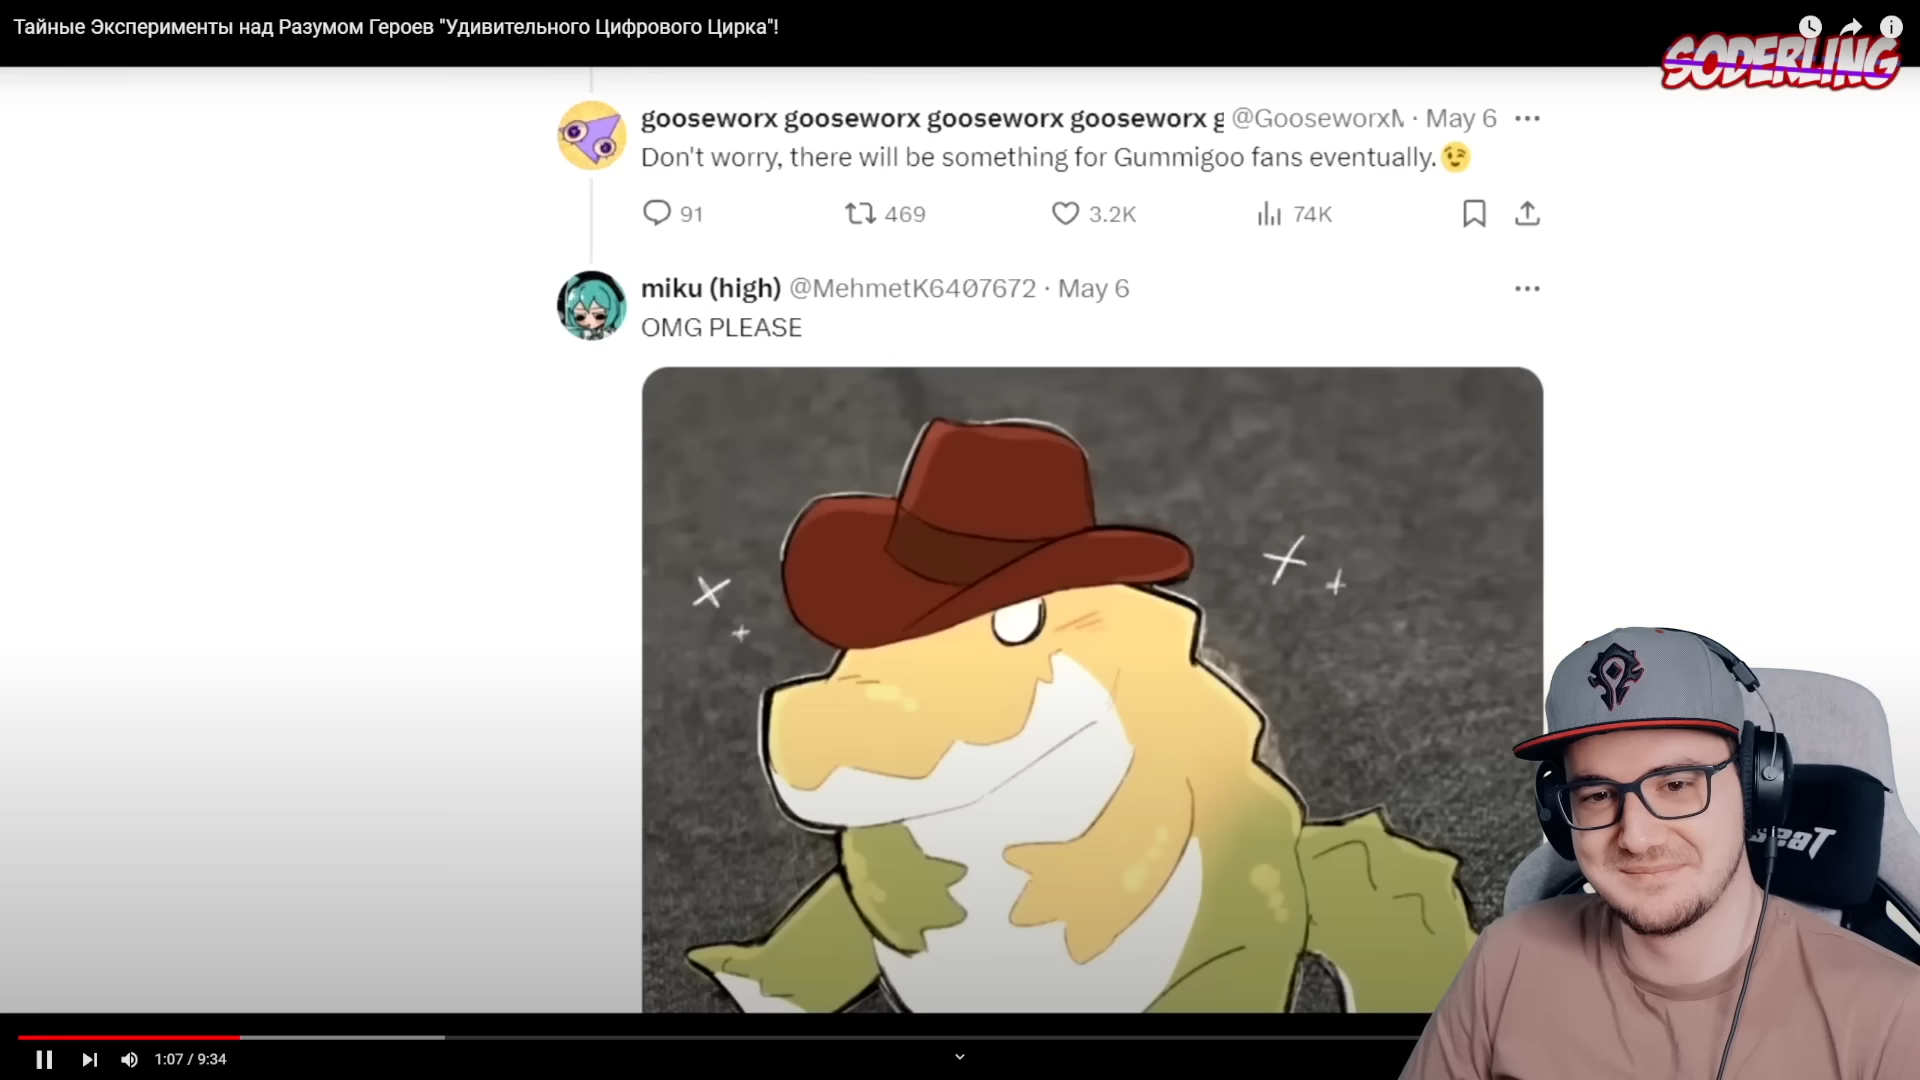 Тайные Эксперименты над Разумом Героев "Удивительного Цифрового Цирка"!
SODERLING
gooseworx gooseworx gooseworx gooseworx g @GooseworxM · May 6
Don't worry, there will be something for Gummigoo fans eventually.😉
91 469 3.2K 74K
miku (high) @MehmetK6407672 · May 6
OMG PLEASE
1:07 / 9:34